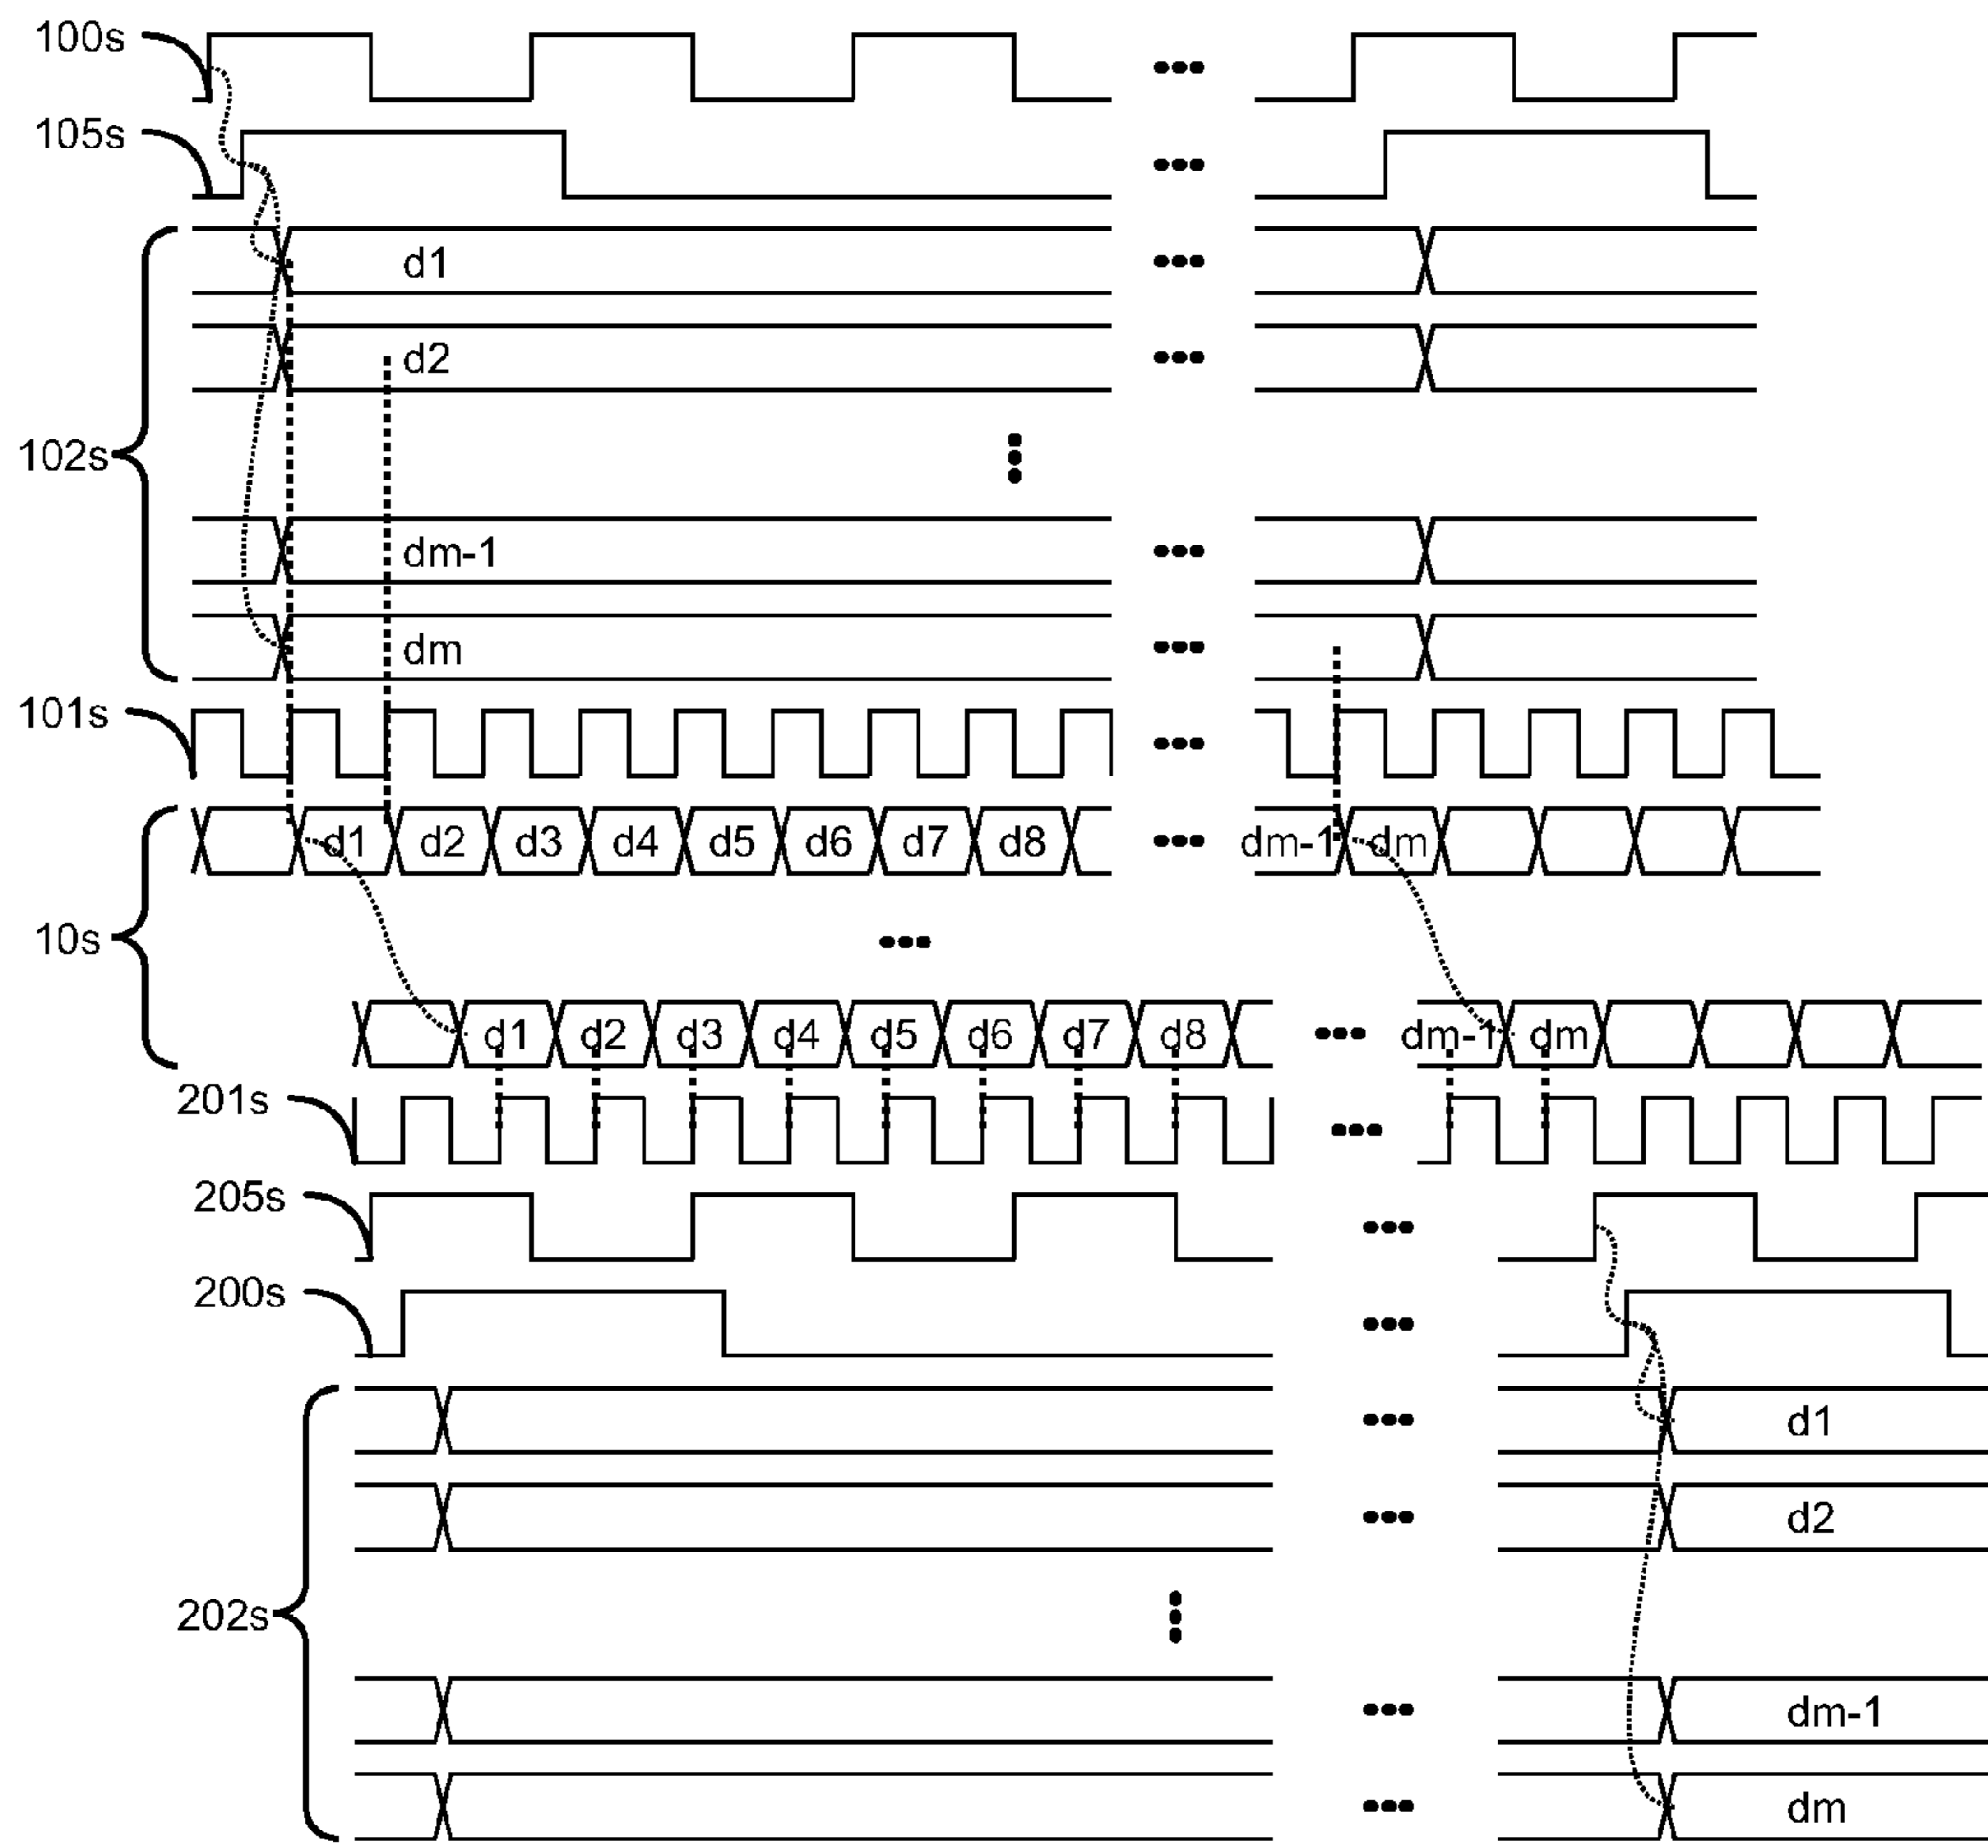 100s
105s
d1
d2
102s
dm-1
dm
101s
d1 d2 d3 d4 d5 d6 d7 d8 dm-1 dm
10s
d1 d2 d3 d4 d5 d6 d7 d8 dm-1 dm
201s
205s
200s
d1
d2
202s
dm-1
dm